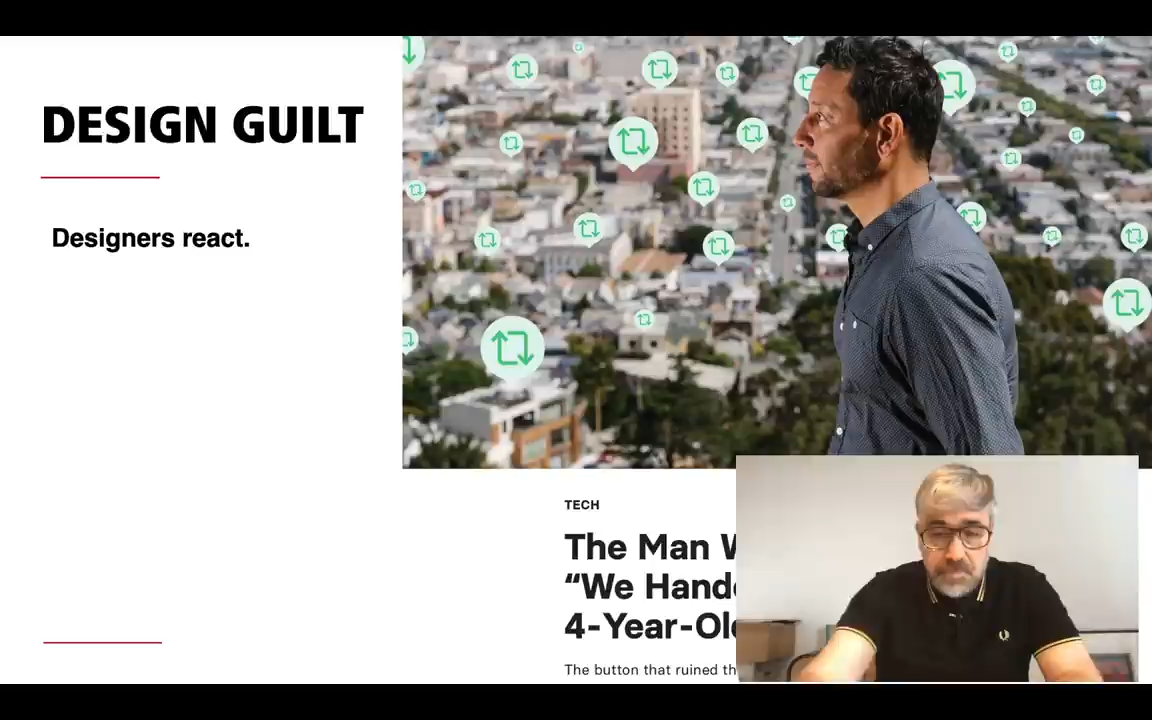 DESIGN GUILT
Designers react.
TECH
The Man
“We Hand
4-Year-Ol
The button that ruined th